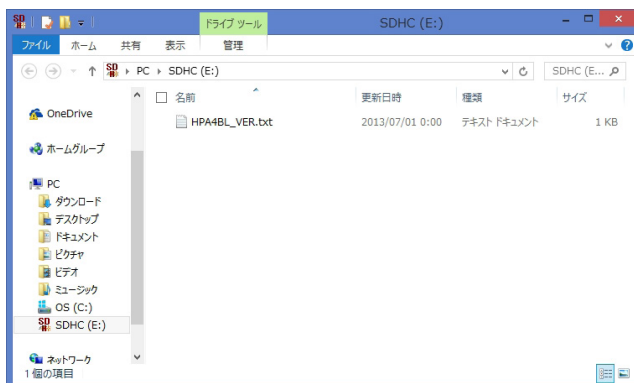 ドライブ ツール
SDHC (E:)
ファイル
ホーム
共有
表示
管理
PC ▸ SDHC (E:)
SDHC (E...
名前
更新日時
種類
サイズ
HPA4BL_VER.txt
2013/07/01 0:00
テキスト ドキュメント
1 KB
OneDrive
ホームグループ
PC
ダウンロード
デスクトップ
ドキュメント
ピクチャ
ビデオ
ミュージック
OS (C:)
SDHC (E:)
ネットワーク
1 個の項目